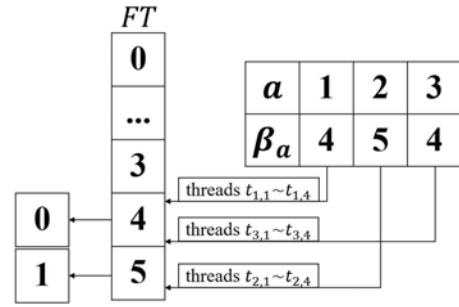 FT
0
...
3
4
5
0
1
a 1 2 3
βₐ 4 5 4
threads t₁,₁~t₁,₄
threads t₃,₁~t₃,₄
threads t₂,₁~t₂,₄